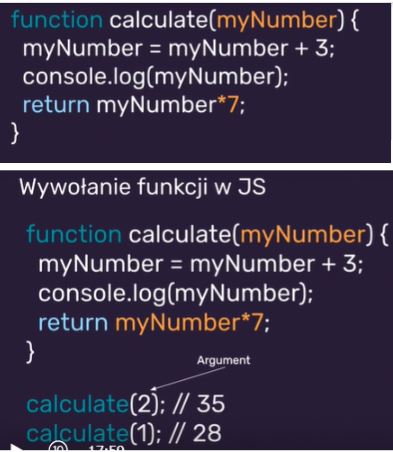 function calculate(myNumber) {
myNumber = myNumber + 3;
console.log(myNumber);
return myNumber*7;
}
Wywołanie funkcji w JS
function calculate(myNumber) {
myNumber = myNumber + 3;
console.log(myNumber);
return myNumber*7;
}
Argument
calculate(2); // 35
calculate(1); // 28
10
17:59